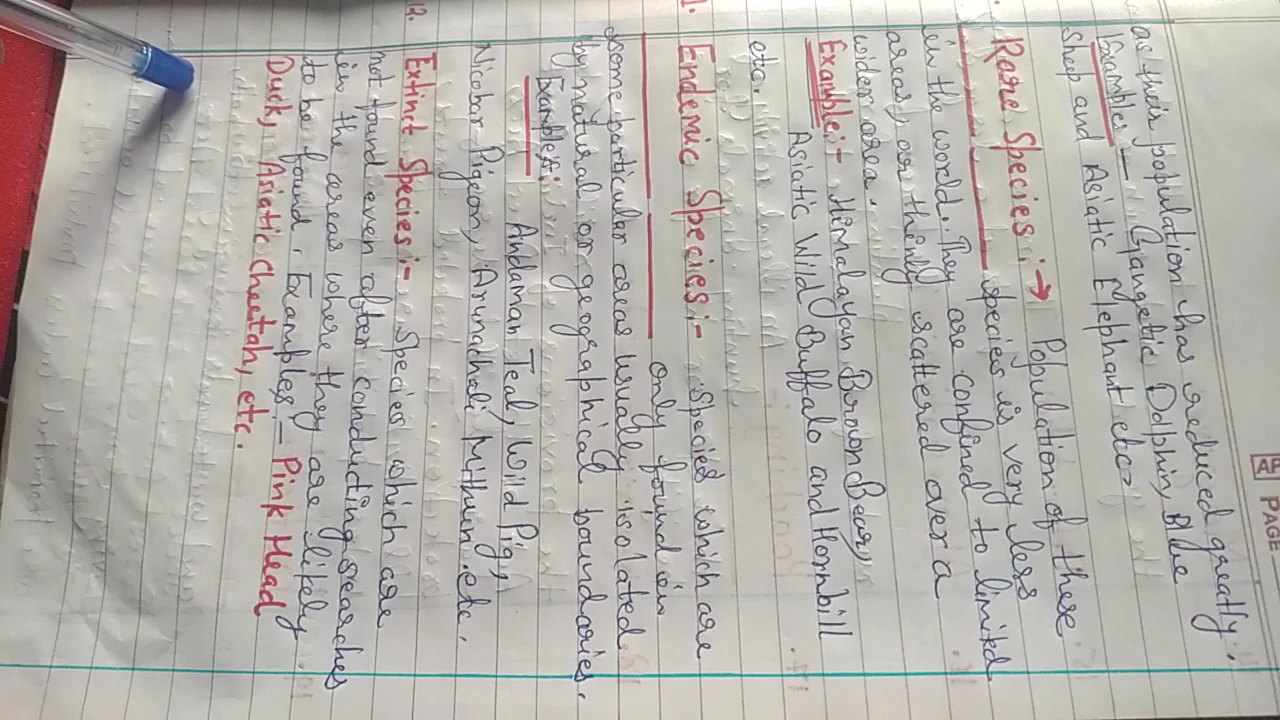 AF PAGE
as their population has reduced greatly.
Examples:- Gangetic Dolphin, Blue
Sheep and Asiatic Elephant etc.
Rare Species :→ Population of these
species is very less
in the world. They are confined to limited
areas, or thinly scattered over a
wider area.
Example:- Himalayan Brown Bear,
Asiatic Wild Buffalo and Hornbill
etc.
1. Endemic Species:- Species which are
only found in
some particular areas usually isolated
by natural or geographical boundaries.
Examples: Andaman Teal, Wild Pig,
Nicobar Pigeon, Arunachali Mithun etc.
12. Extinct Species:- Species which are
not found even after conducting searches
in the areas where they are likely
to be found. Examples:- Pink Head
Duck, Asiatic Cheetah, etc.